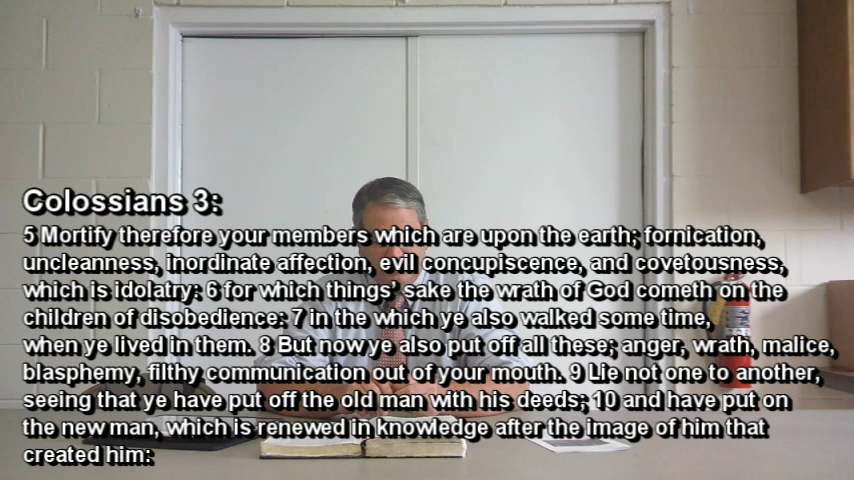 Colossians 3:
5 Mortify therefore your members which are upon the earth; fornication,
uncleanness, inordinate affection, evil concupiscence, and covetousness,
which is idolatry: 6 for which things' sake the wrath of God cometh on the
children of disobedience: 7 in the which ye also walked some time,
when ye lived in them. 8 But now ye also put off all these; anger, wrath, malice,
blasphemy, filthy communication out of your mouth. 9 Lie not one to another,
seeing that ye have put off the old man with his deeds; 10 and have put on
the new man, which is renewed in knowledge after the image of him that
created him: